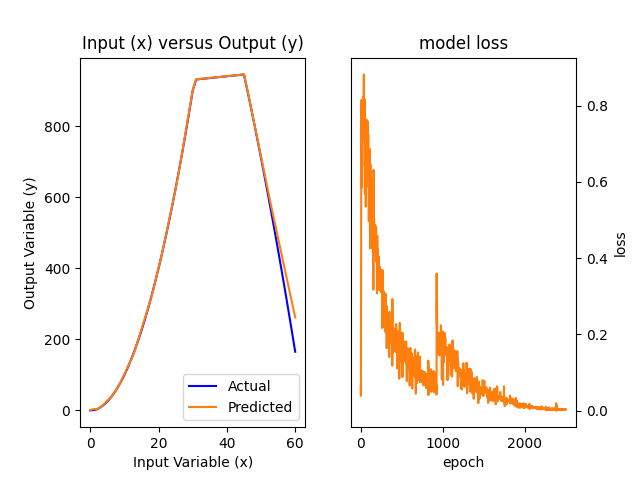 Input (x) versus Output (y)
Output Variable (y)
800
600
400
200
0
0
20
40
60
Input Variable (x)
Actual
Predicted
model loss
0.8
0.6
0.4
0.2
0.0
loss
0
1000
2000
epoch